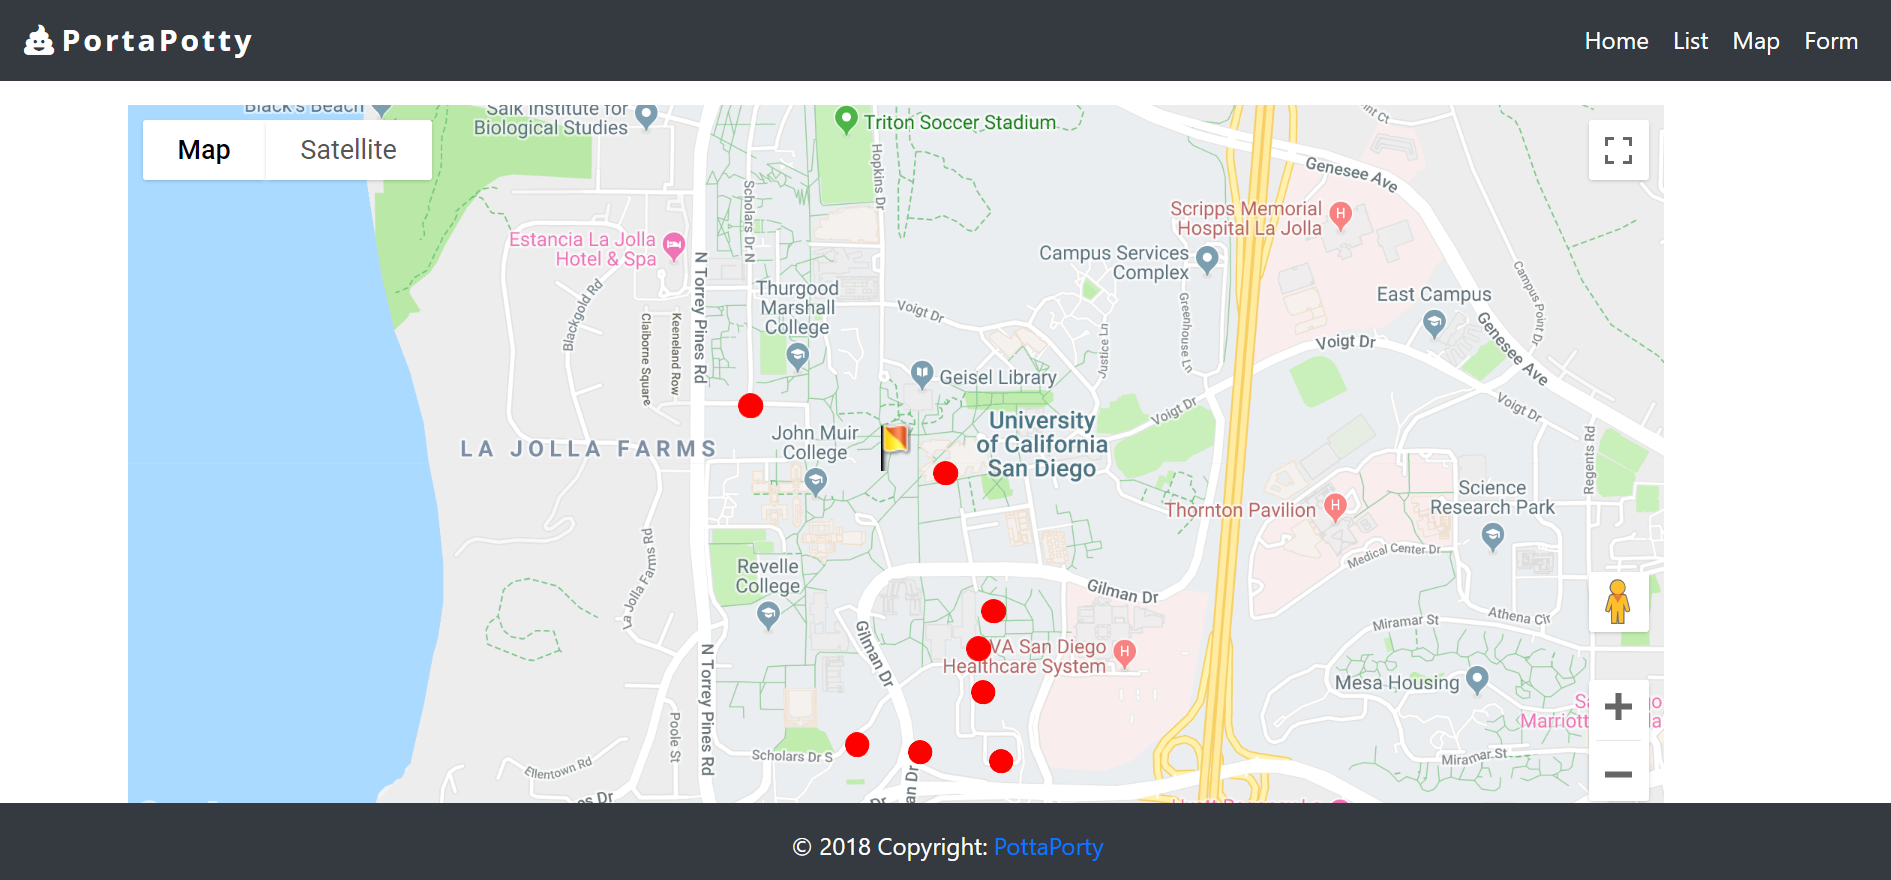 PortaPotty
Home List Map Form
Black's Beach
Salk Institute for
Biological Studies
Triton Soccer Stadium
Map Satellite
Hopkins Dr
Scholars Dr N
Genesee Ave
Scripps Memorial
Hospital La Jolla
Estancia La Jolla
Hotel & Spa
Campus Services
Complex
N Torrey Pines Rd
Blackgold Rd
Thurgood
Marshall
College
Voigt Dr
Greenhouse Ln
East Campus
Campus Point Dr
Genesee Ave
Claiborne Square
Keeneland Row
Justice Ln
Voigt Dr
Geisel Library
Voigt Dr
Voigt Dr
LA JOLLA FARMS
John Muir
College
University
of California
San Diego
Regents Rd
Science
Research Park
Thornton Pavilion
Medical Center Dr
La Jolla Farms Rd
Revelle
College
Gilman Dr
Athena Cir
Miramar St
Gilman Dr
VA San Diego
Healthcare System
N Torrey Pines Rd
Mesa Housing
Marriott
Poole St
Scholars Dr S
Ellentown Rd
Miramar St
© 2018 Copyright: PottaPorty